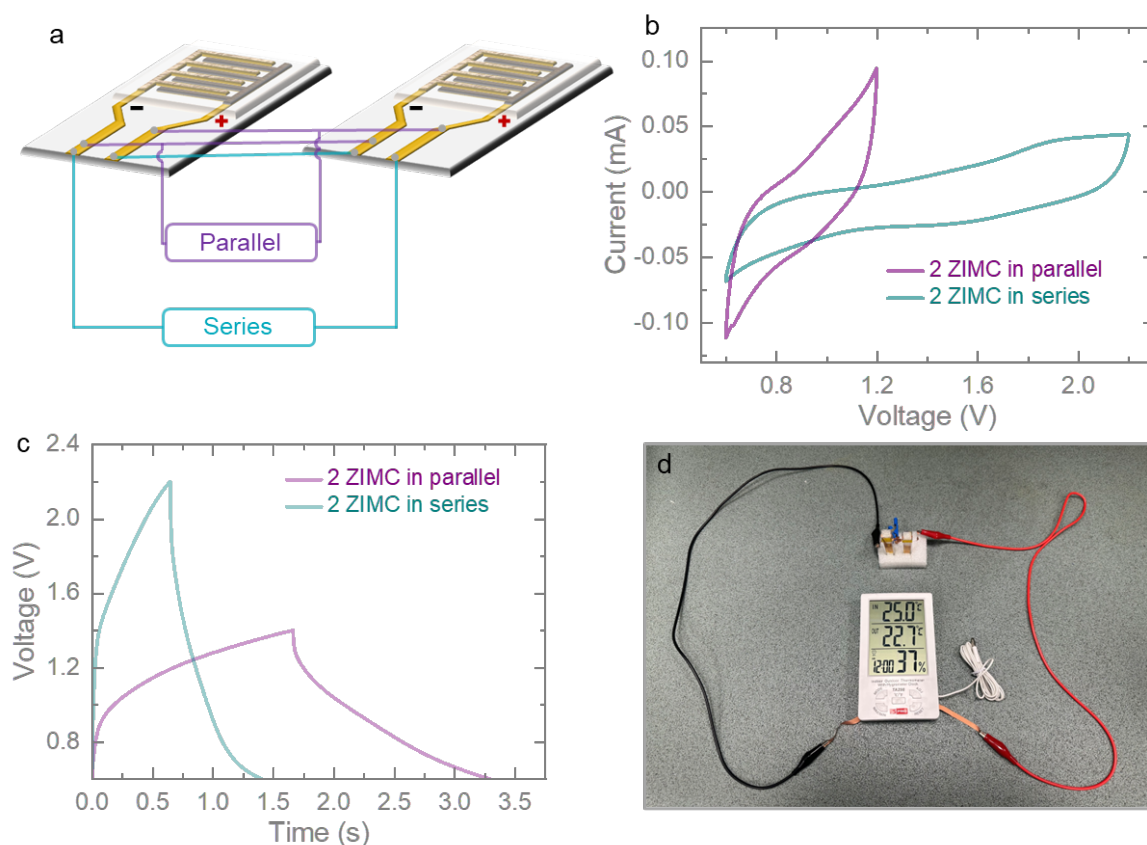 a
-
+
-
+
Parallel
Series
b
0.10
0.05
0.00
-0.05
-0.10
Current (mA)
2 ZIMC in parallel
2 ZIMC in series
0.8
1.2
1.6
2.0
Voltage (V)
c
2.4
2.0
1.6
1.2
0.8
Voltage (V)
2 ZIMC in parallel
2 ZIMC in series
0.0
0.5
1.0
1.5
2.0
2.5
3.0
3.5
Time (s)
d
25.0°C
22.7°C
12:00 37%